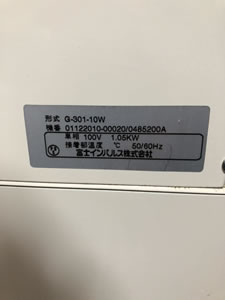 形式 G-301-10W
機番 01122010-00020/0485200A
単相 100V 1.05KW
接着部温度 ℃ 50/60Hz
富士インパルス株式会社